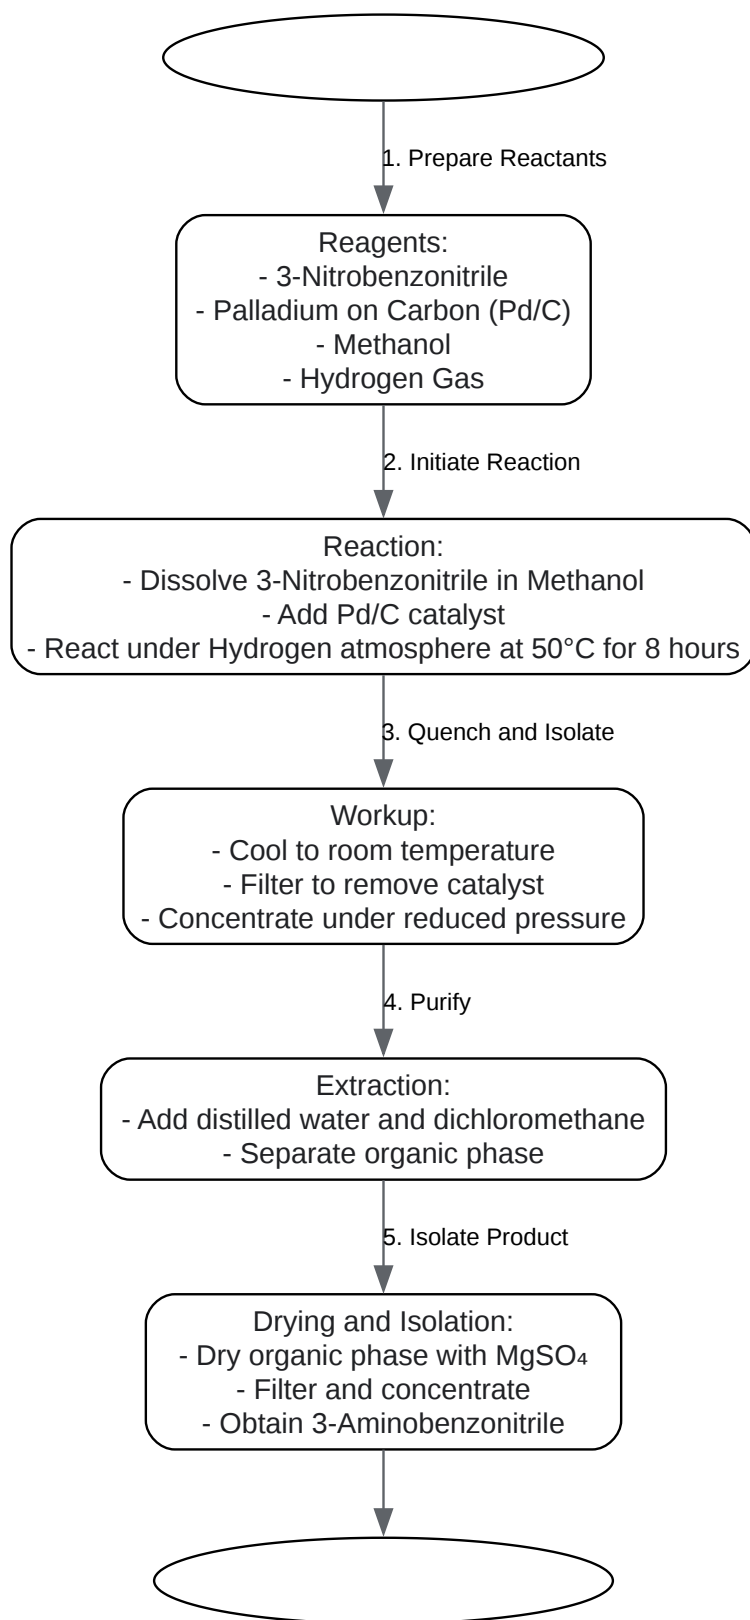 1. Prepare Reactants
Reagents:
- 3-Nitrobenzonitrile
- Palladium on Carbon (Pd/C)
- Methanol
- Hydrogen Gas
2. Initiate Reaction
Reaction:
- Dissolve 3-Nitrobenzonitrile in Methanol
- Add Pd/C catalyst
- React under Hydrogen atmosphere at 50°C for 8 hours
3. Quench and Isolate
Workup:
- Cool to room temperature
- Filter to remove catalyst
- Concentrate under reduced pressure
4. Purify
Extraction:
- Add distilled water and dichloromethane
- Separate organic phase
5. Isolate Product
Drying and Isolation:
- Dry organic phase with MgSO₄
- Filter and concentrate
- Obtain 3-Aminobenzonitrile